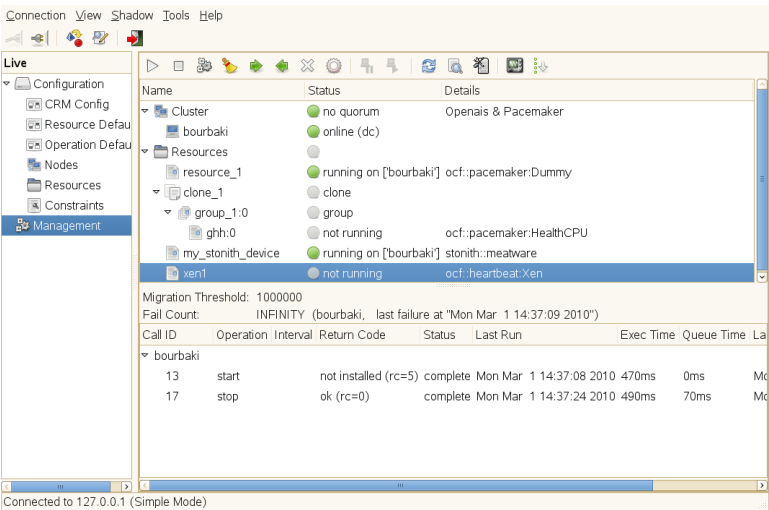 Connection View Shadow Tools Help
Live
Configuration
CRM Config
Resource Defau
Operation Defau
Nodes
Resources
Constraints
Management
Name Status Details
Cluster no quorum Openais & Pacemaker
bourbaki online (dc)
Resources
resource_1 running on ['bourbaki'] ocf::pacemaker:Dummy
clone_1 clone
group_1:0 group
ghh:0 not running ocf::pacemaker:HealthCPU
my_stonith_device running on ['bourbaki'] stonith::meatware
xen1 not running ocf::heartbeat:Xen
Migration Threshold: 1000000
Fail Count: INFINITY (bourbaki, last failure at "Mon Mar 1 14:37:09 2010")
Call ID Operation Interval Return Code Status Last Run Exec Time Queue Time La
bourbaki
13 start not installed (rc=5) complete Mon Mar 1 14:37:08 2010 470ms 0ms Mo
17 stop ok (rc=0) complete Mon Mar 1 14:37:24 2010 490ms 70ms Mo
Connected to 127.0.0.1 (Simple Mode)